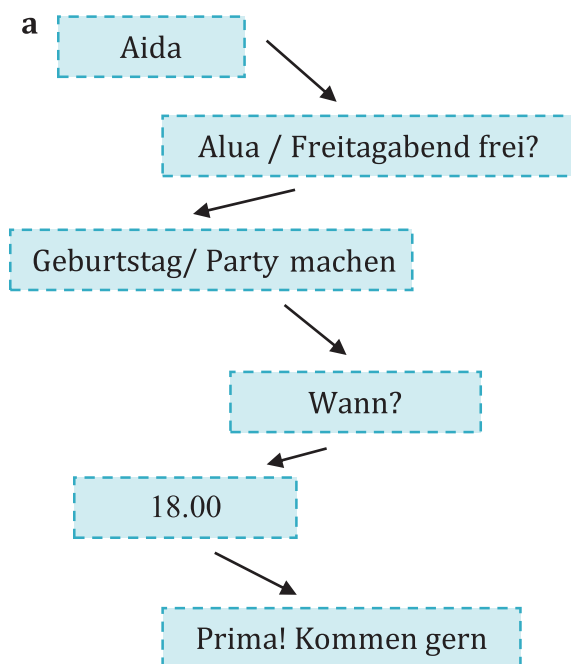 a
Aida
Alua / Freitagabend frei?
Geburtstag/ Party machen
Wann?
18.00
Prima! Kommen gern